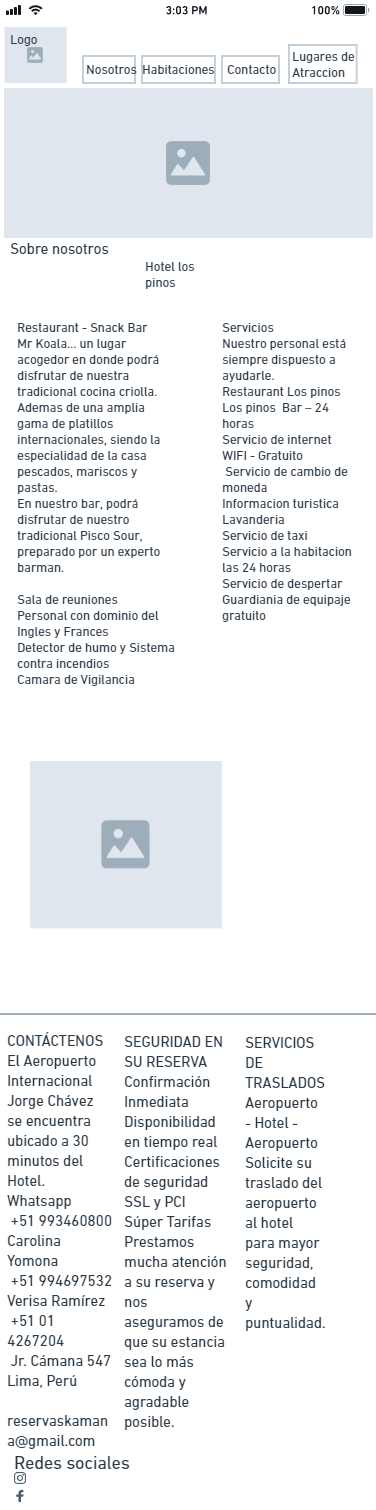 3:03 PM
100%
Logo
Nosotros
Habitaciones
Contacto
Lugares de
Atraccion
Sobre nosotros
Hotel los
pinos
Restaurant - Snack Bar
Mr Koala... un lugar
acogedor en donde podrá
disfrutar de nuestra
tradicional cocina criolla.
Ademas de una amplia
gama de platillos
internacionales, siendo la
especialidad de la casa
pescados, mariscos y
pastas.
En nuestro bar, podrá
disfrutar de nuestro
tradicional Pisco Sour,
preparado por un experto
barman.
Sala de reuniones
Personal con dominio del
Ingles y Frances
Detector de humo y Sistema
contra incendios
Camara de Vigilancia
Servicios
Nuestro personal está
siempre dispuesto a
ayudarle.
Restaurant Los pinos
Los pinos  Bar – 24
horas
Servicio de internet
WIFI - Gratuito
Servicio de cambio de
moneda
Informacion turistica
Lavanderia
Servicio de taxi
Servicio a la habitacion
las 24 horas
Servicio de despertar
Guardiania de equipaje
gratuito
CONTÁCTENOS
El Aeropuerto
Internacional
Jorge Chávez
se encuentra
ubicado a 30
minutos del
Hotel.
Whatsapp
+51 993460800
Carolina
Yomona
+51 994697532
Verisa Ramírez
+51 01
4267204
Jr. Cámana 547
Lima, Perú
reservaskaman
a@gmail.com
SEGURIDAD EN
SU RESERVA
Confirmación
Inmediata
Disponibilidad
en tiempo real
Certificaciones
de seguridad
SSL y PCI
Súper Tarifas
Prestamos
mucha atención
a su reserva y
nos
aseguramos de
que su estancia
sea lo más
cómoda y
agradable
posible.
SERVICIOS
DE
TRASLADOS
Aeropuerto
- Hotel -
Aeropuerto
Solicite su
traslado del
aeropuerto
al hotel
para mayor
seguridad,
comodidad
y
puntualidad.
Redes sociales